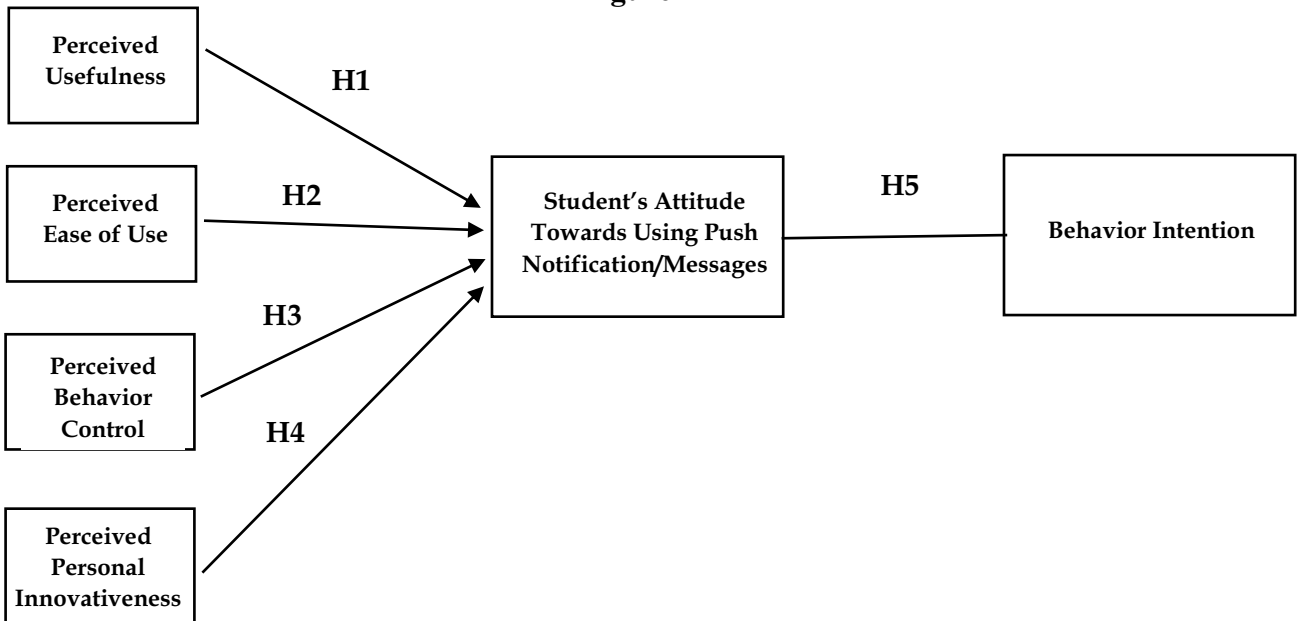 Perceived
Usefulness
H1
Perceived
Ease of Use
H2
Perceived
Behavior
Control
H3
Perceived
Personal
Innovativeness
H4
Student's Attitude
Towards Using Push
Notification/Messages
H5
Behavior Intention